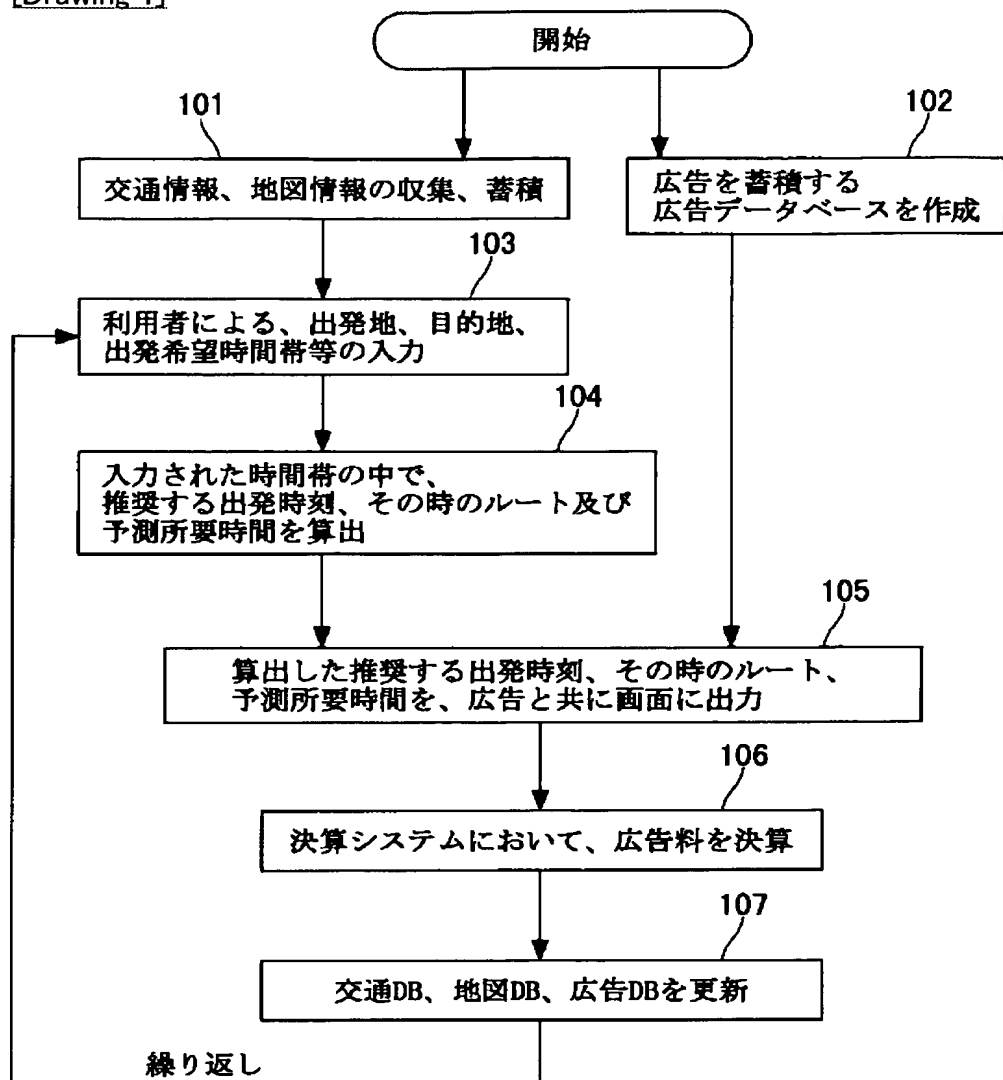 [Drawing 1]
開始
101
102
交通情報、地図情報の収集、蓄積
広告を蓄積する
広告データベースを作成
103
利用者による、出発地、目的地、
出発希望時間帯等の入力
104
入力された時間帯の中で、
推奨する出発時刻、その時のルート及び
予測所要時間を算出
105
算出した推奨する出発時刻、その時のルート、
予測所要時間を、広告と共に画面に出力
106
決算システムにおいて、広告料を決算
107
交通DB、地図DB、広告DBを更新
繰り返し